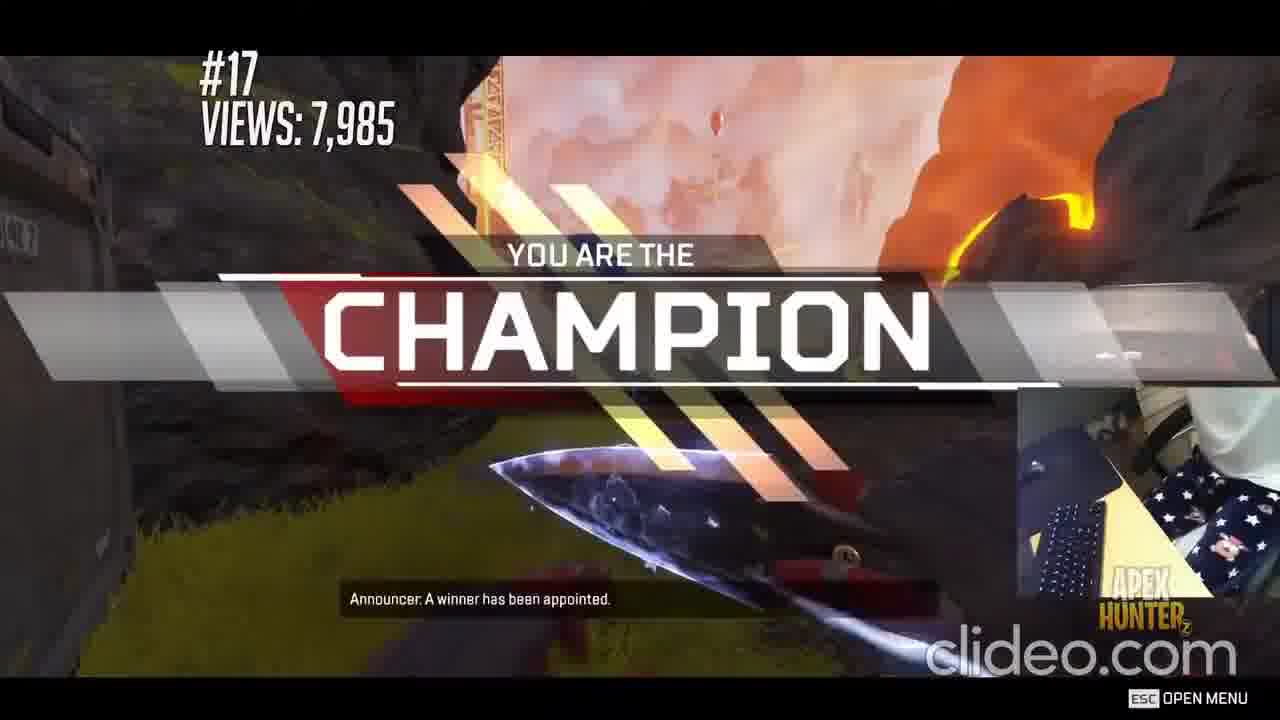 #17
VIEWS: 7,985
YOU ARE THE
CHAMPION
Announcer: A winner has been appointed.
APEX
HUNTERZ
clideo.com
ESC OPEN MENU